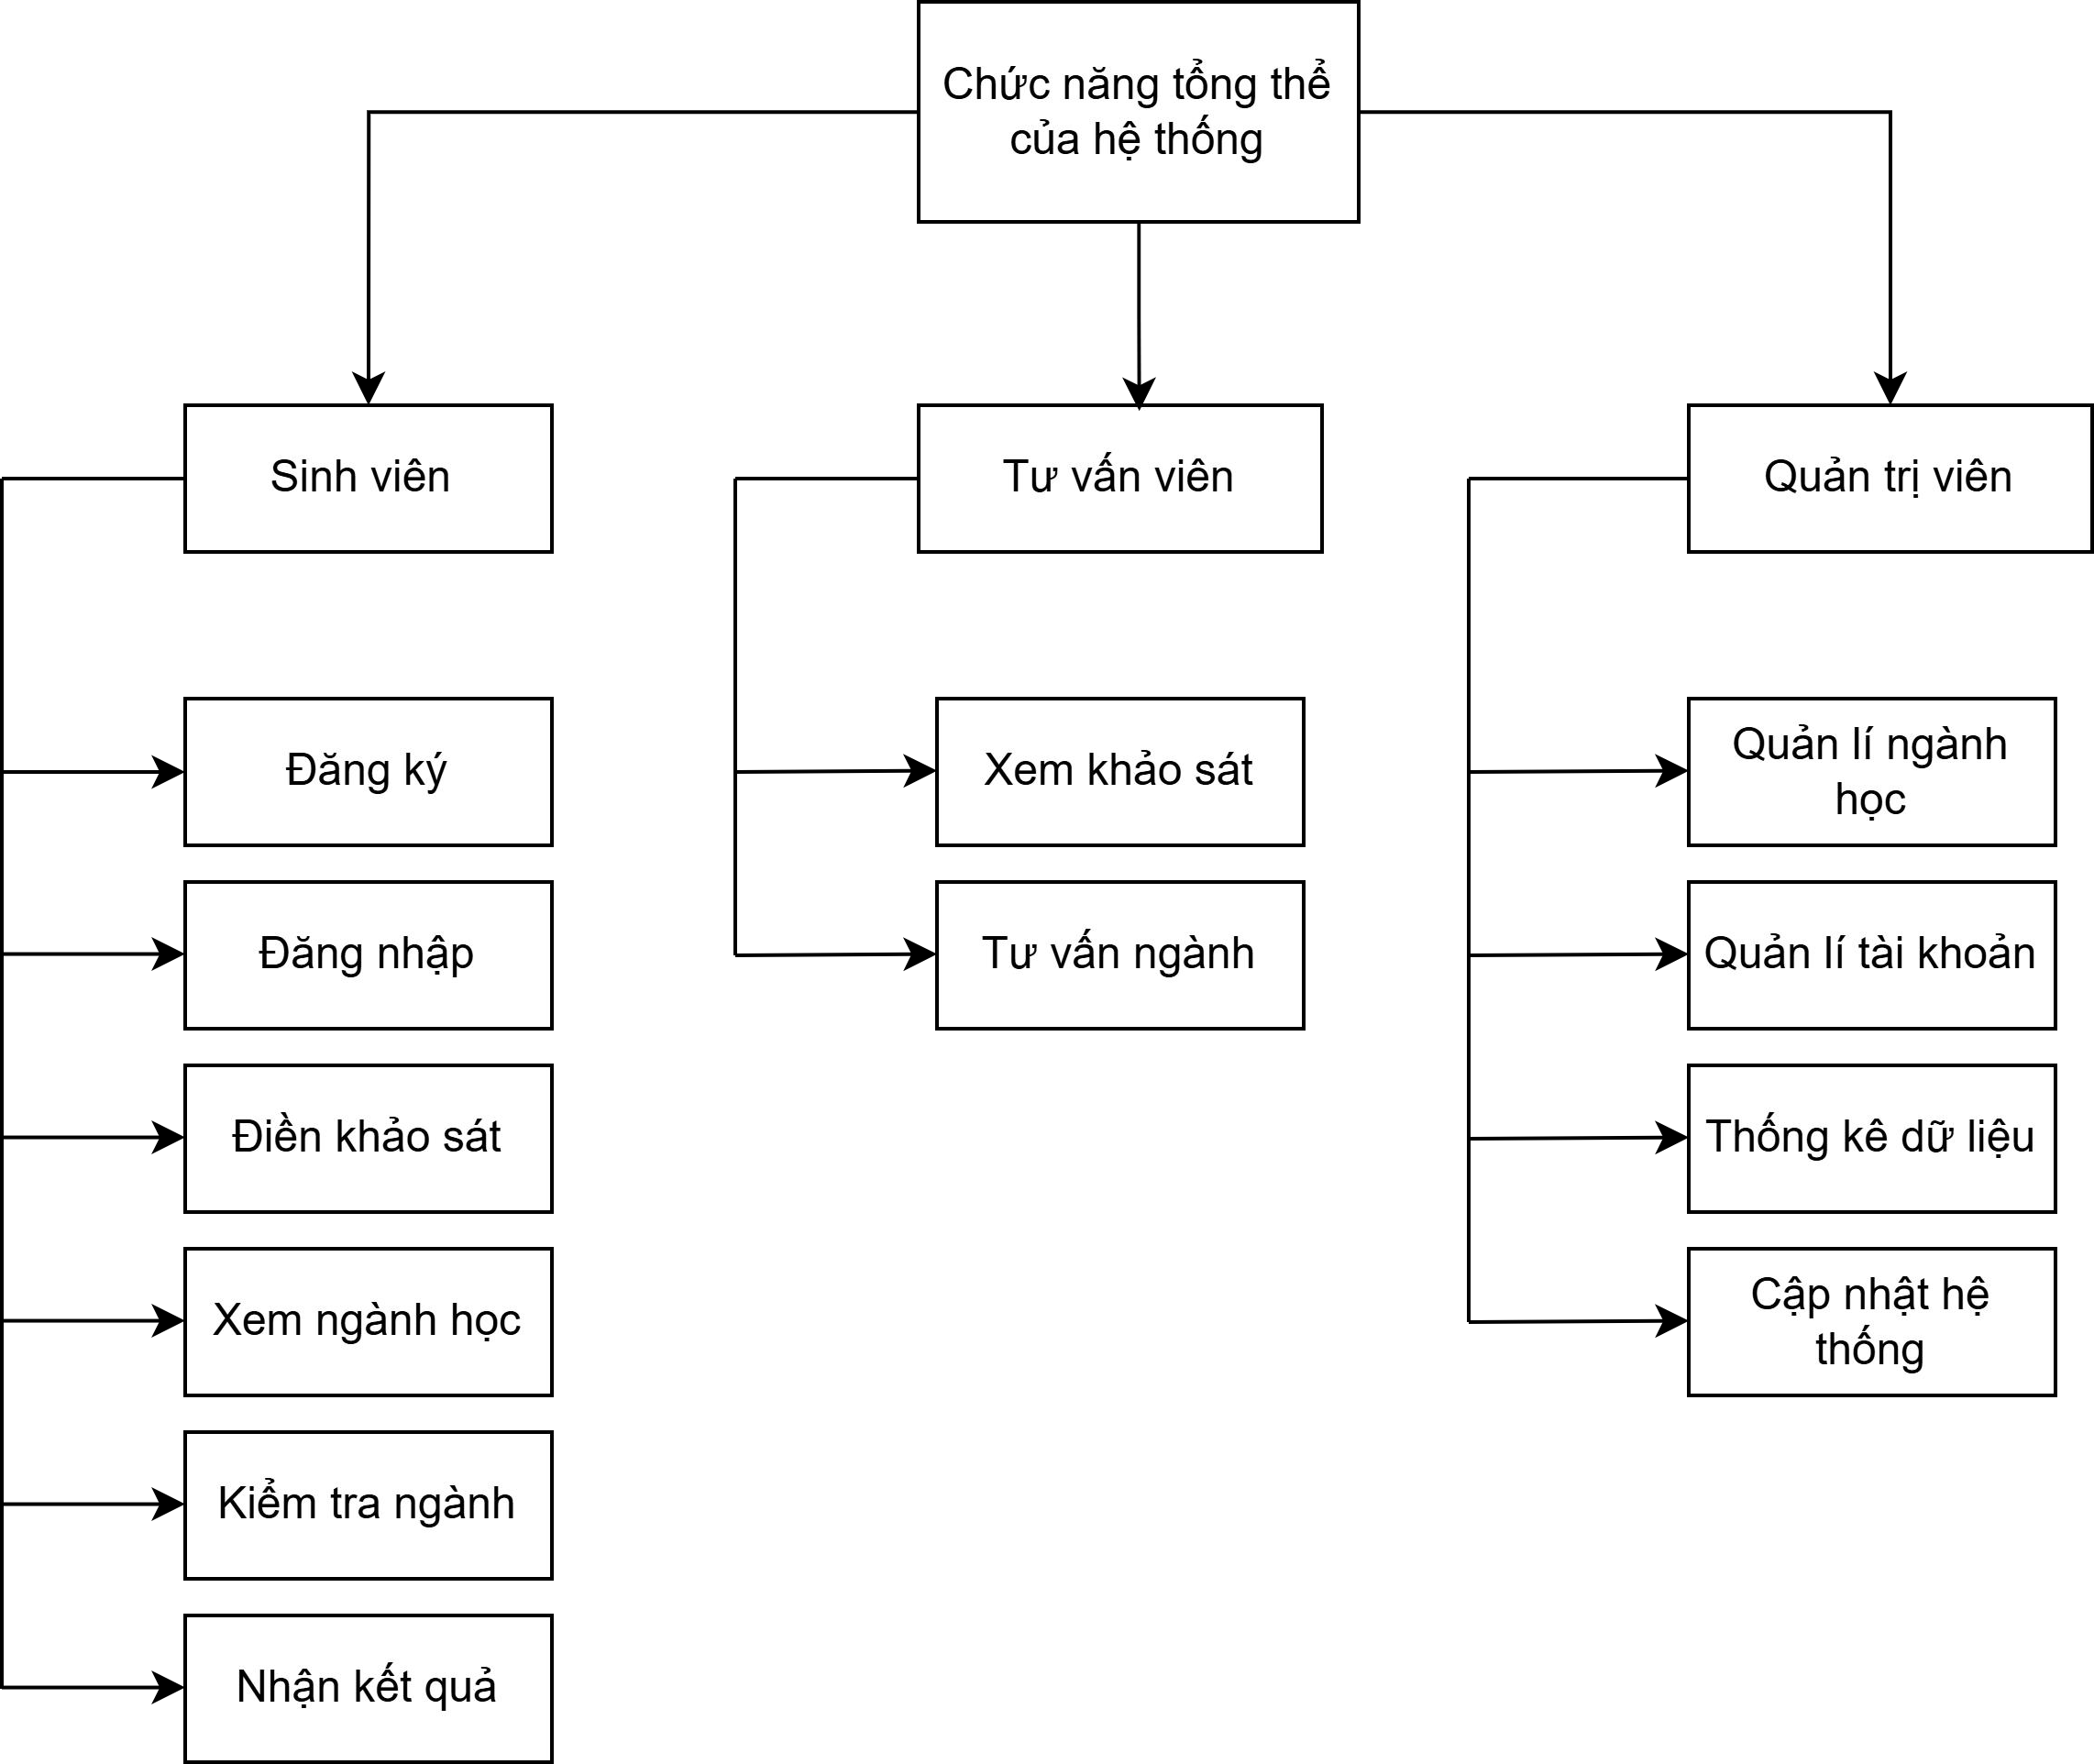 Chức năng tổng thể
của hệ thống
Sinh viên
Tư vấn viên
Quản trị viên
Đăng ký
Xem khảo sát
Quản lí ngành
học
Đăng nhập
Tư vấn ngành
Quản lí tài khoản
Điền khảo sát
Thống kê dữ liệu
Xem ngành học
Cập nhật hệ
thống
Kiểm tra ngành
Nhận kết quả